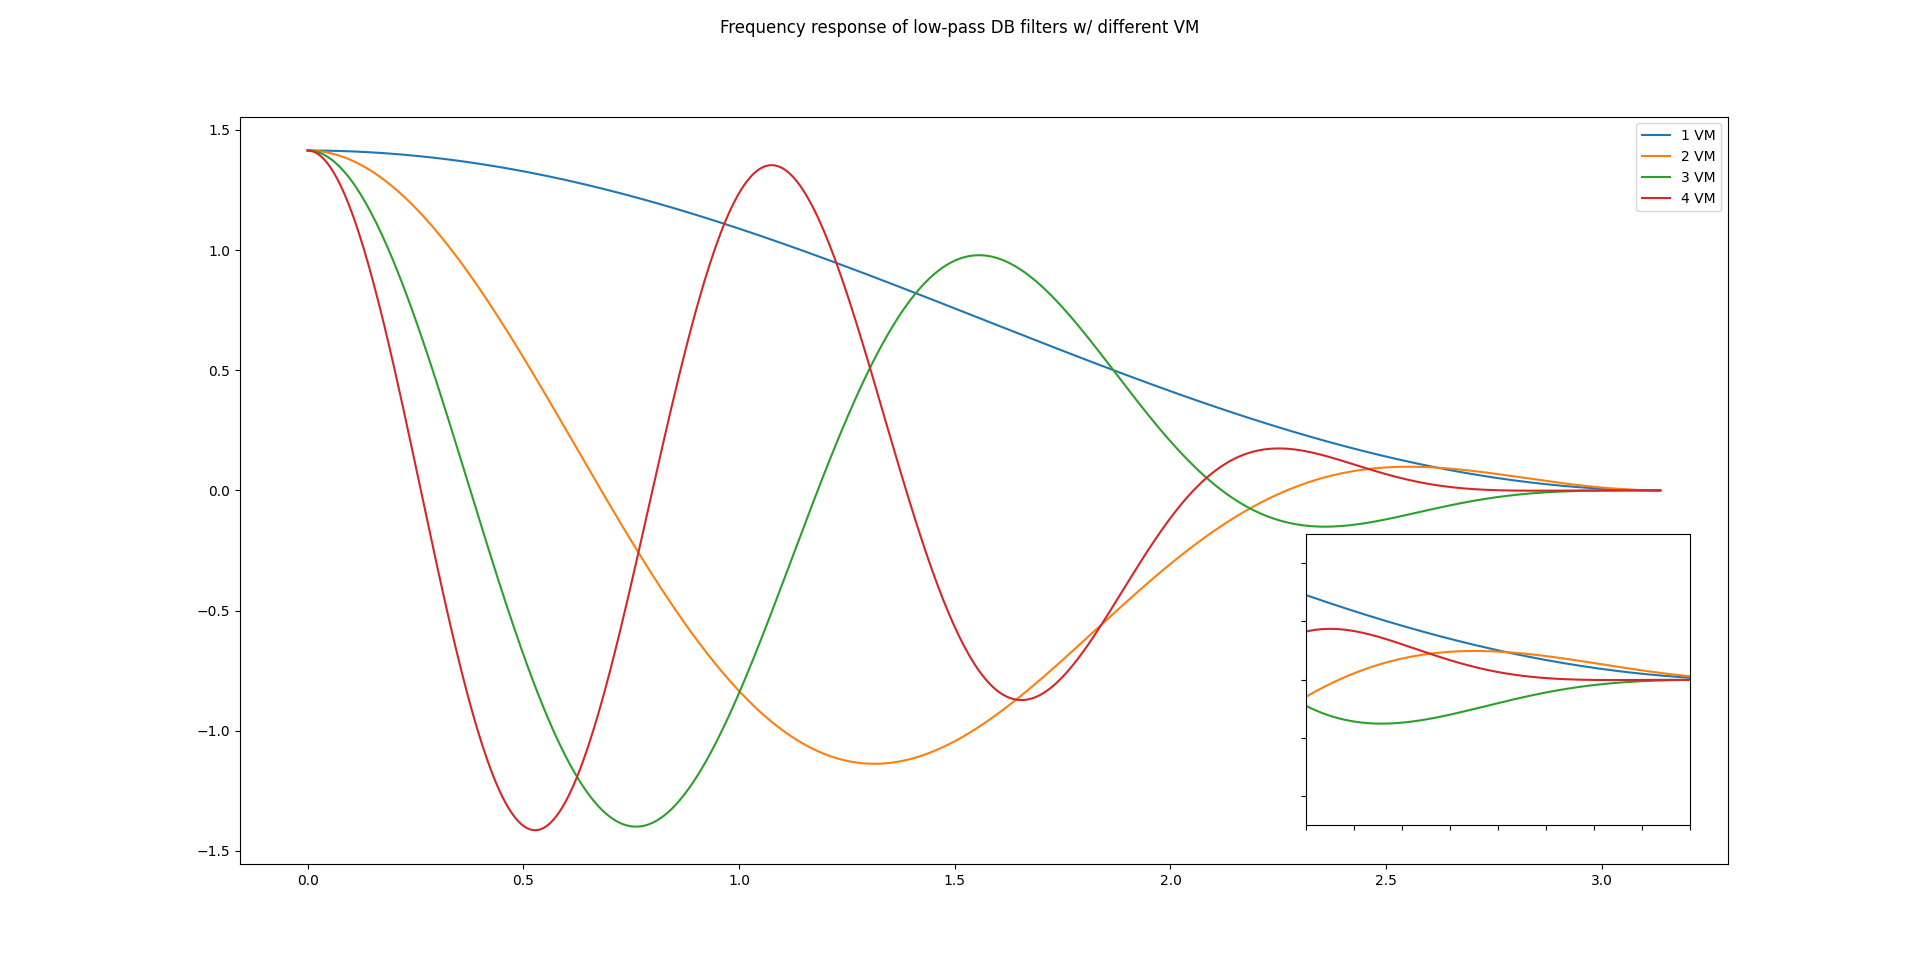 Frequency response of low-pass DB filters w/ different VM
1.5
1.0
0.5
0.0
−0.5
−1.0
−1.5
0.0 0.5 1.0 1.5 2.0 2.5 3.0
1 VM
2 VM
3 VM
4 VM